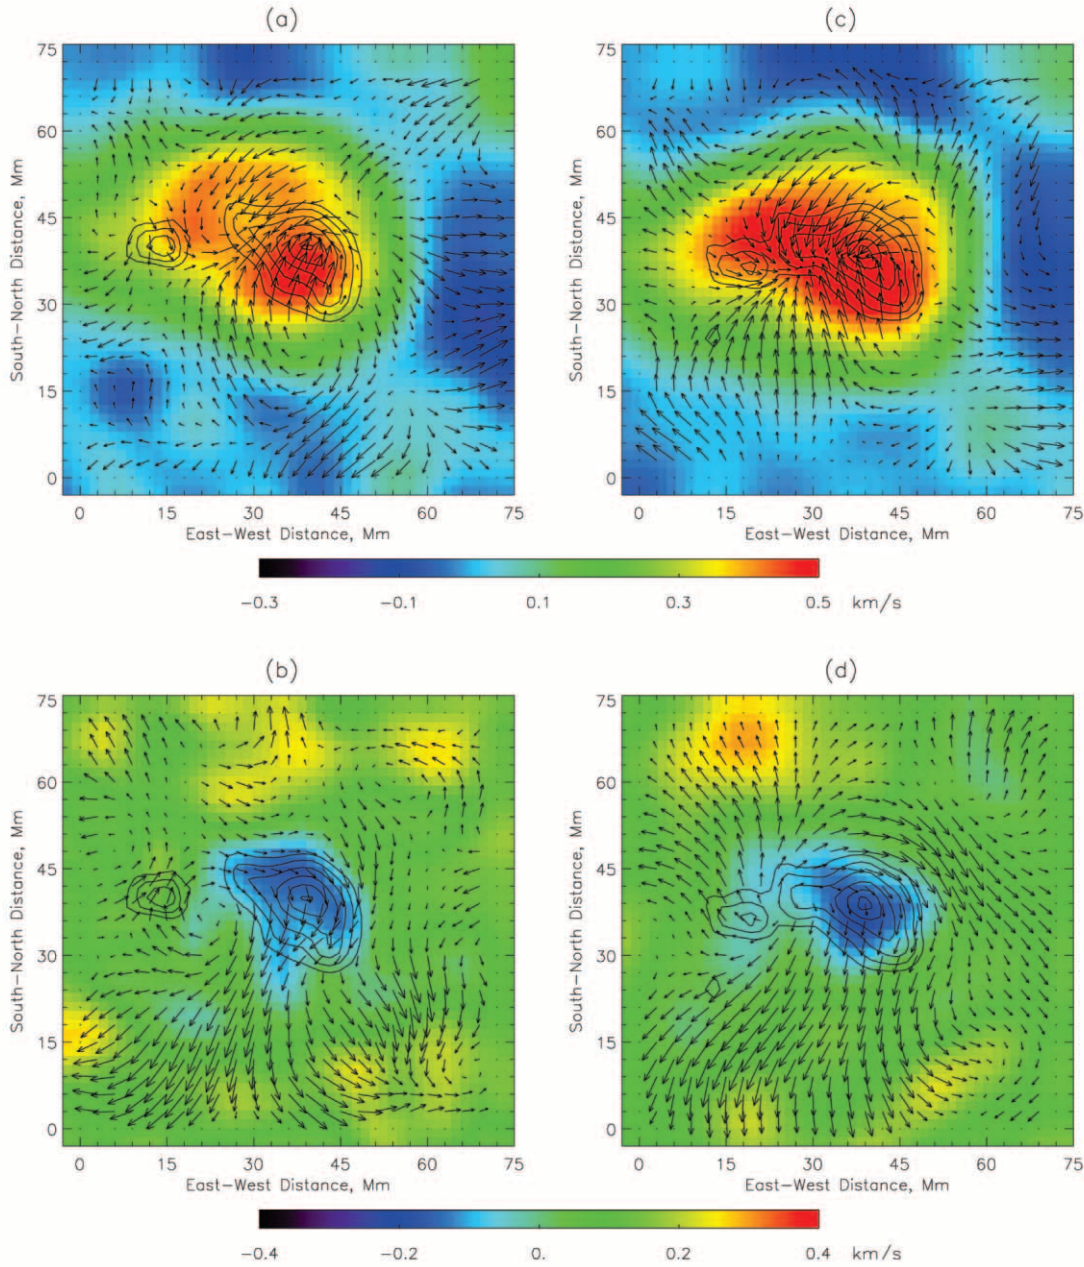 (a)
(c)
75
60
45
30
15
0
South-North Distance, Mm
0 15 30 45 60 75
East-West Distance, Mm
75
60
45
30
15
0
South-North Distance, Mm
0 15 30 45 60 75
East-West Distance, Mm
-0.3 -0.1 0.1 0.3 0.5 km/s
(b)
(d)
75
60
45
30
15
0
South-North Distance, Mm
0 15 30 45 60 75
East-West Distance, Mm
75
60
45
30
15
0
South-North Distance, Mm
0 15 30 45 60 75
East-West Distance, Mm
-0.4 -0.2 0. 0.2 0.4 km/s